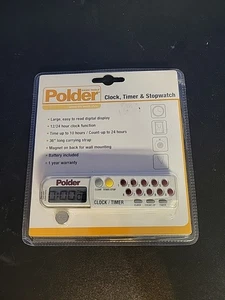 Polder
Clock, Timer & Stopwatch
• Large, easy to read digital display
• 12/24 hour clock function
• Time up to 10 hours / Count up to 24 hours
• 36" long carrying strap
• Magnet on back for wall mounting
• Battery included
• 1 year warranty
Polder
0:00
CLOCK / TIMER